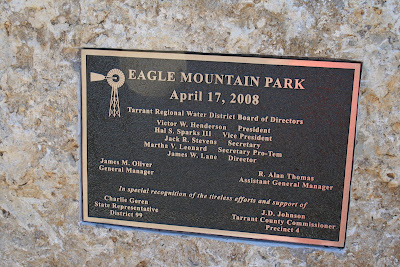 EAGLE MOUNTAIN PARK
April 17, 2008
Tarrant Regional Water District Board of Directors
Victor W. Henderson President
Hal S. Sparks III Vice President
Jack R. Stevens Secretary
Martha V. Leonard Secretary Pro-Tem
James W. Lane Director
James M. Oliver
General Manager
R. Alan Thomas
Assistant General Manager
In special recognition of the tireless efforts and support of
Charlie Geren
State Representative
District 99
J.D. Johnson
Tarrant County Commissioner
Precinct 4